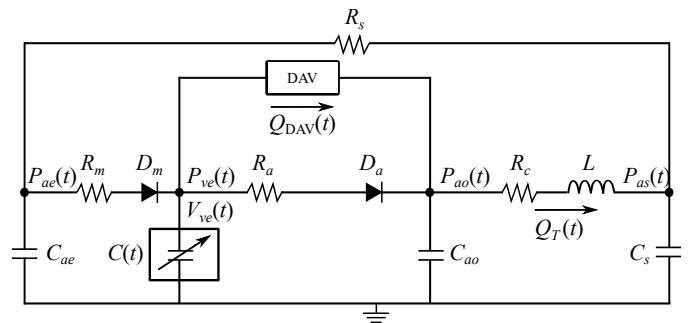 R_s
DAV
Q_DAV(t)
P_ae(t) R_m D_m P_ve(t) R_a D_a P_ao(t) R_c L P_as(t)
V_ve(t)
Q_T(t)
C_ae C(t) C_ao C_s